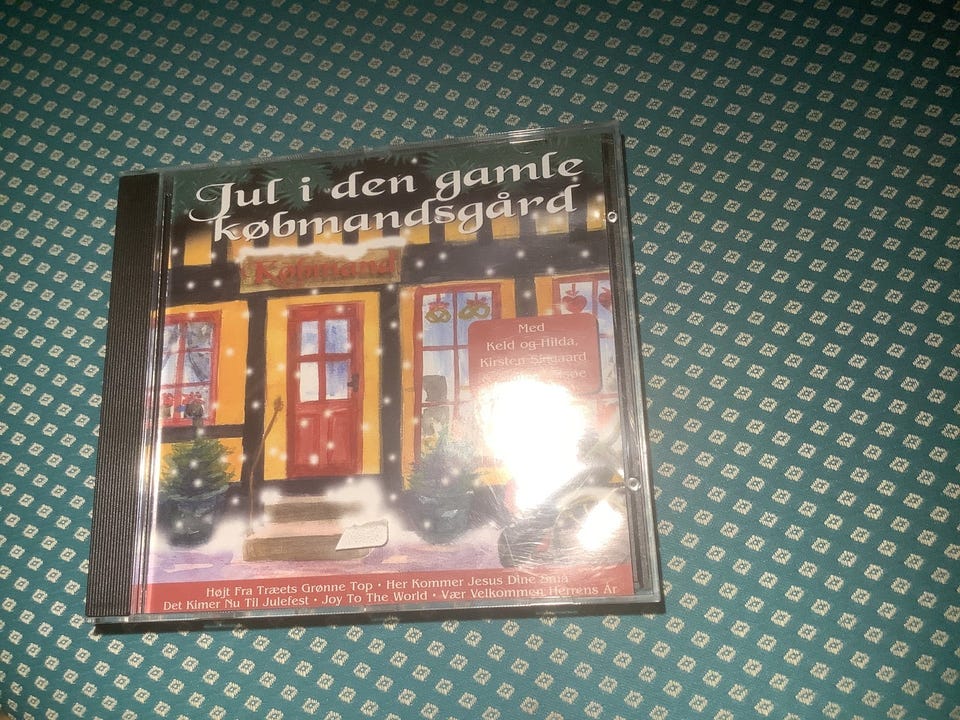 Jul i den gamle
købmandsgård
Købmand
Med
Keld og Hilda,
Kirsten Siggaard
Højt Fra Træets Grønne Top • Her Kommer Jesus Dine Små
Det Kimer Nu Til Julefest • Joy To The World • Vær Velkommen Herrens År